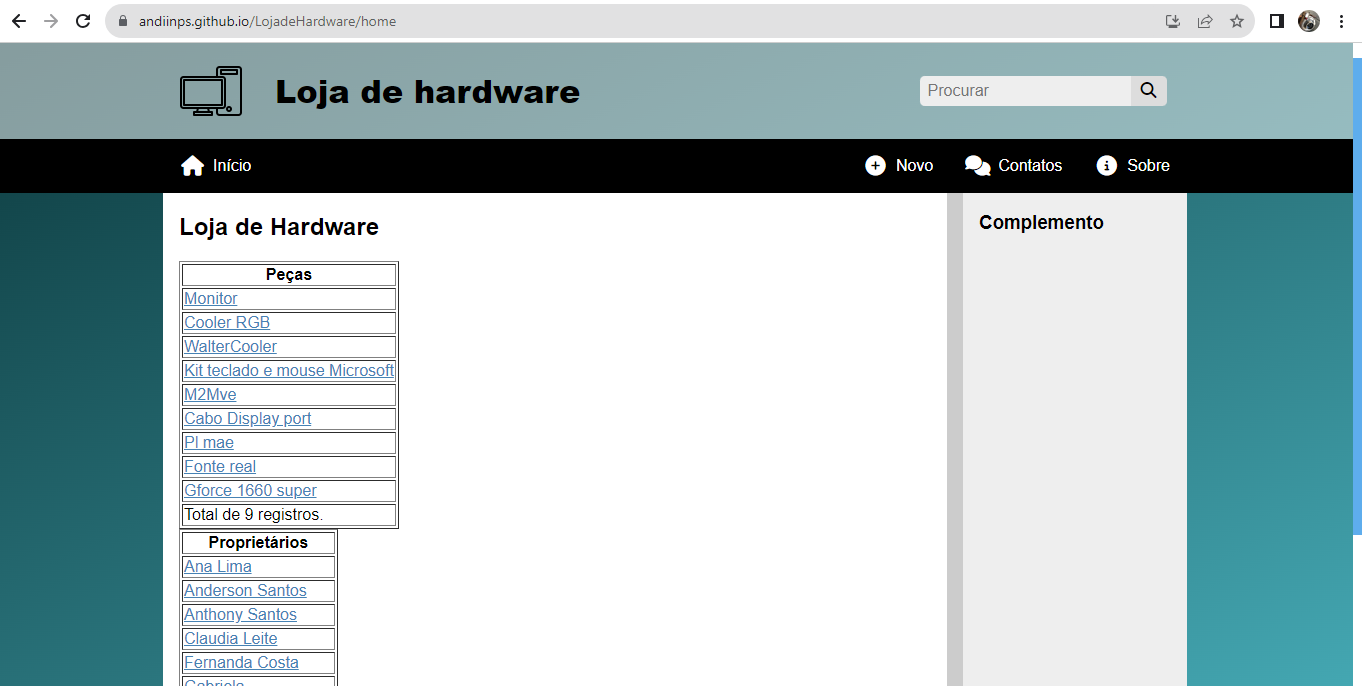 andiinps.github.io/LojadeHardware/home
Loja de hardware
Procurar
Início
Novo
Contatos
Sobre
Loja de Hardware
Complemento
Peças
Monitor
Cooler RGB
WalterCooler
Kit teclado e mouse Microsoft
M2Mve
Cabo Display port
Pl mae
Fonte real
Gforce 1660 super
Total de 9 registros.
Proprietários
Ana Lima
Anderson Santos
Anthony Santos
Claudia Leite
Fernanda Costa